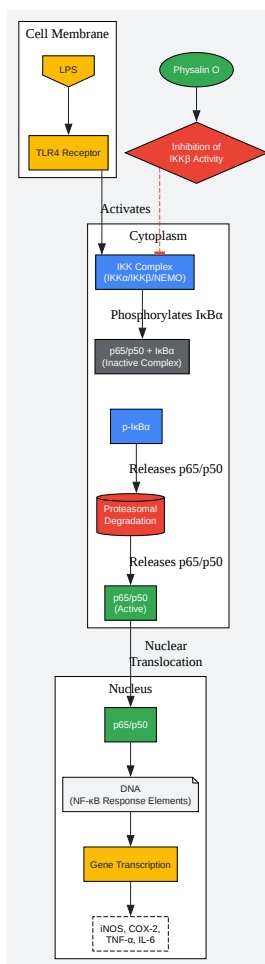 Cell Membrane
LPS
TLR4 Receptor
Physalin O
Inhibition of
IKKβ Activity
Activates
Cytoplasm
IKK Complex
(IKKα/IKKβ/NEMO)
Phosphorylates IκBα
p65/p50 + IκBα
(Inactive Complex)
p-IκBα
Releases p65/p50
Proteasomal
Degradation
Releases p65/p50
p65/p50
(Active)
Nuclear
Translocation
Nucleus
p65/p50
DNA
(NF-κB Response Elements)
Gene Transcription
iNOS, COX-2,
TNF-α, IL-6